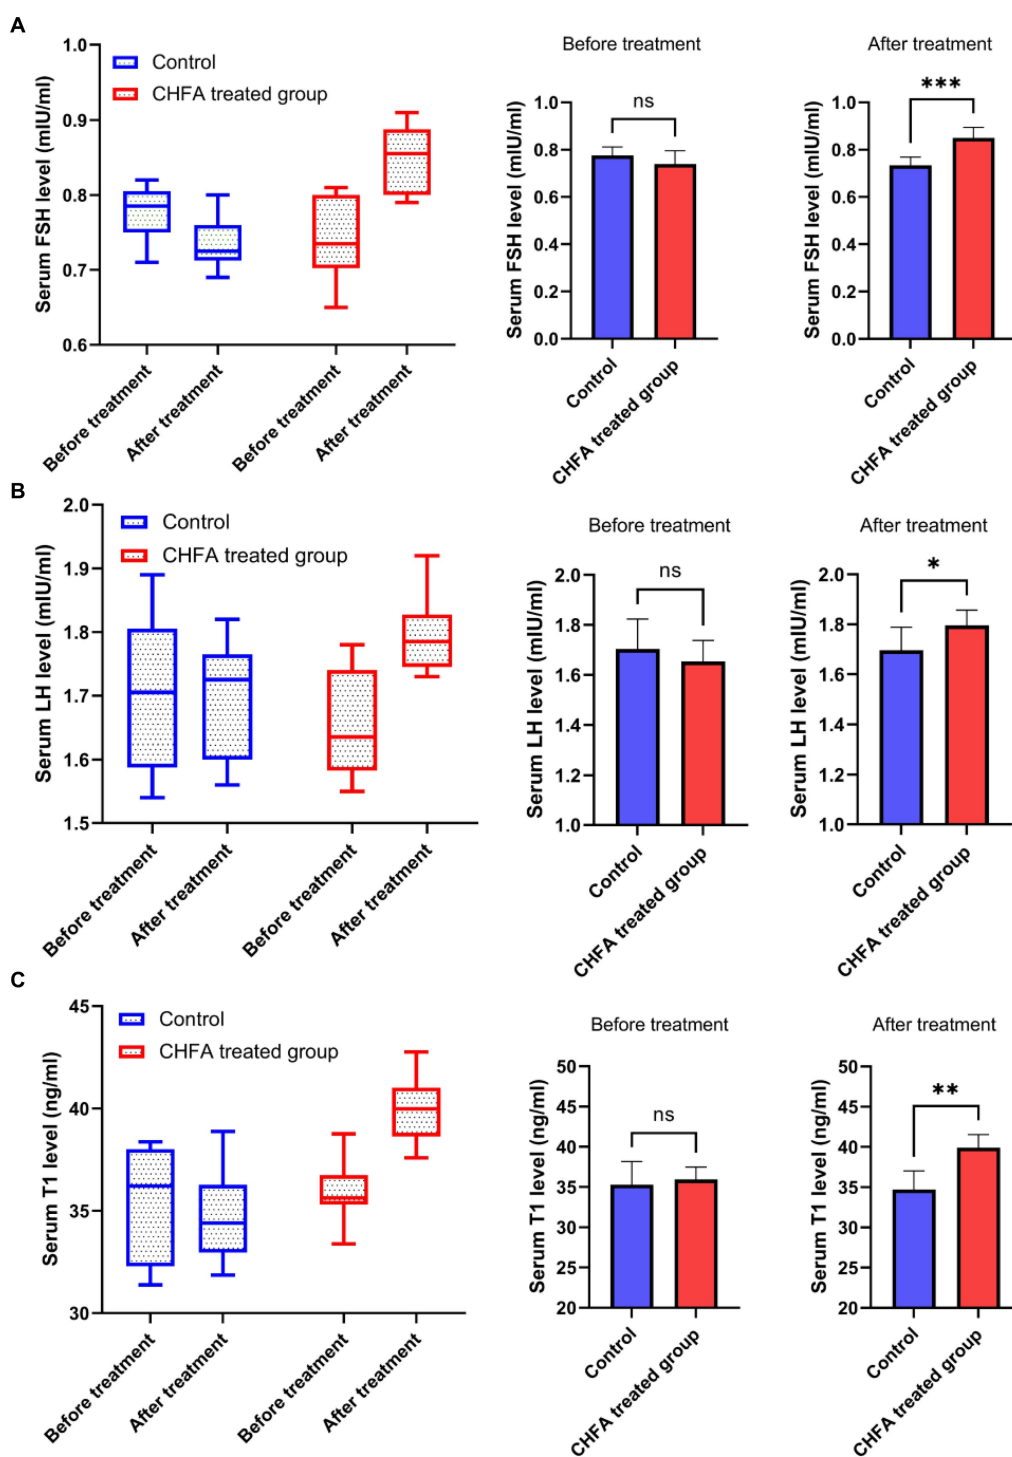 A
Serum FSH level (mIU/ml)
1.0
0.9
0.8
0.7
0.6
Control
CHFA treated group
Before treatment
After treatment
Before treatment
After treatment
Before treatment
Serum FSH level (mIU/ml)
1.0
0.8
0.6
0.4
0.2
0.0
ns
Control
CHFA treated group
After treatment
Serum FSH level (mIU/ml)
1.0
0.8
0.6
0.4
0.2
0.0
***
Control
CHFA treated group
B
Serum LH level (mIU/ml)
2.0
1.9
1.8
1.7
1.6
1.5
Control
CHFA treated group
Before treatment
After treatment
Before treatment
After treatment
Before treatment
Serum LH level (mIU/ml)
2.0
1.8
1.6
1.4
1.2
1.0
ns
Control
CHFA treated group
After treatment
Serum LH level (mIU/ml)
2.0
1.8
1.6
1.4
1.2
1.0
*
Control
CHFA treated group
C
Serum T1 level (ng/ml)
45
40
35
30
Control
CHFA treated group
Before treatment
After treatment
Before treatment
After treatment
Before treatment
Serum T1 level (ng/ml)
50
45
40
35
30
25
20
ns
Control
CHFA treated group
After treatment
Serum T1 level (ng/ml)
50
45
40
35
30
25
20
**
Control
CHFA treated group